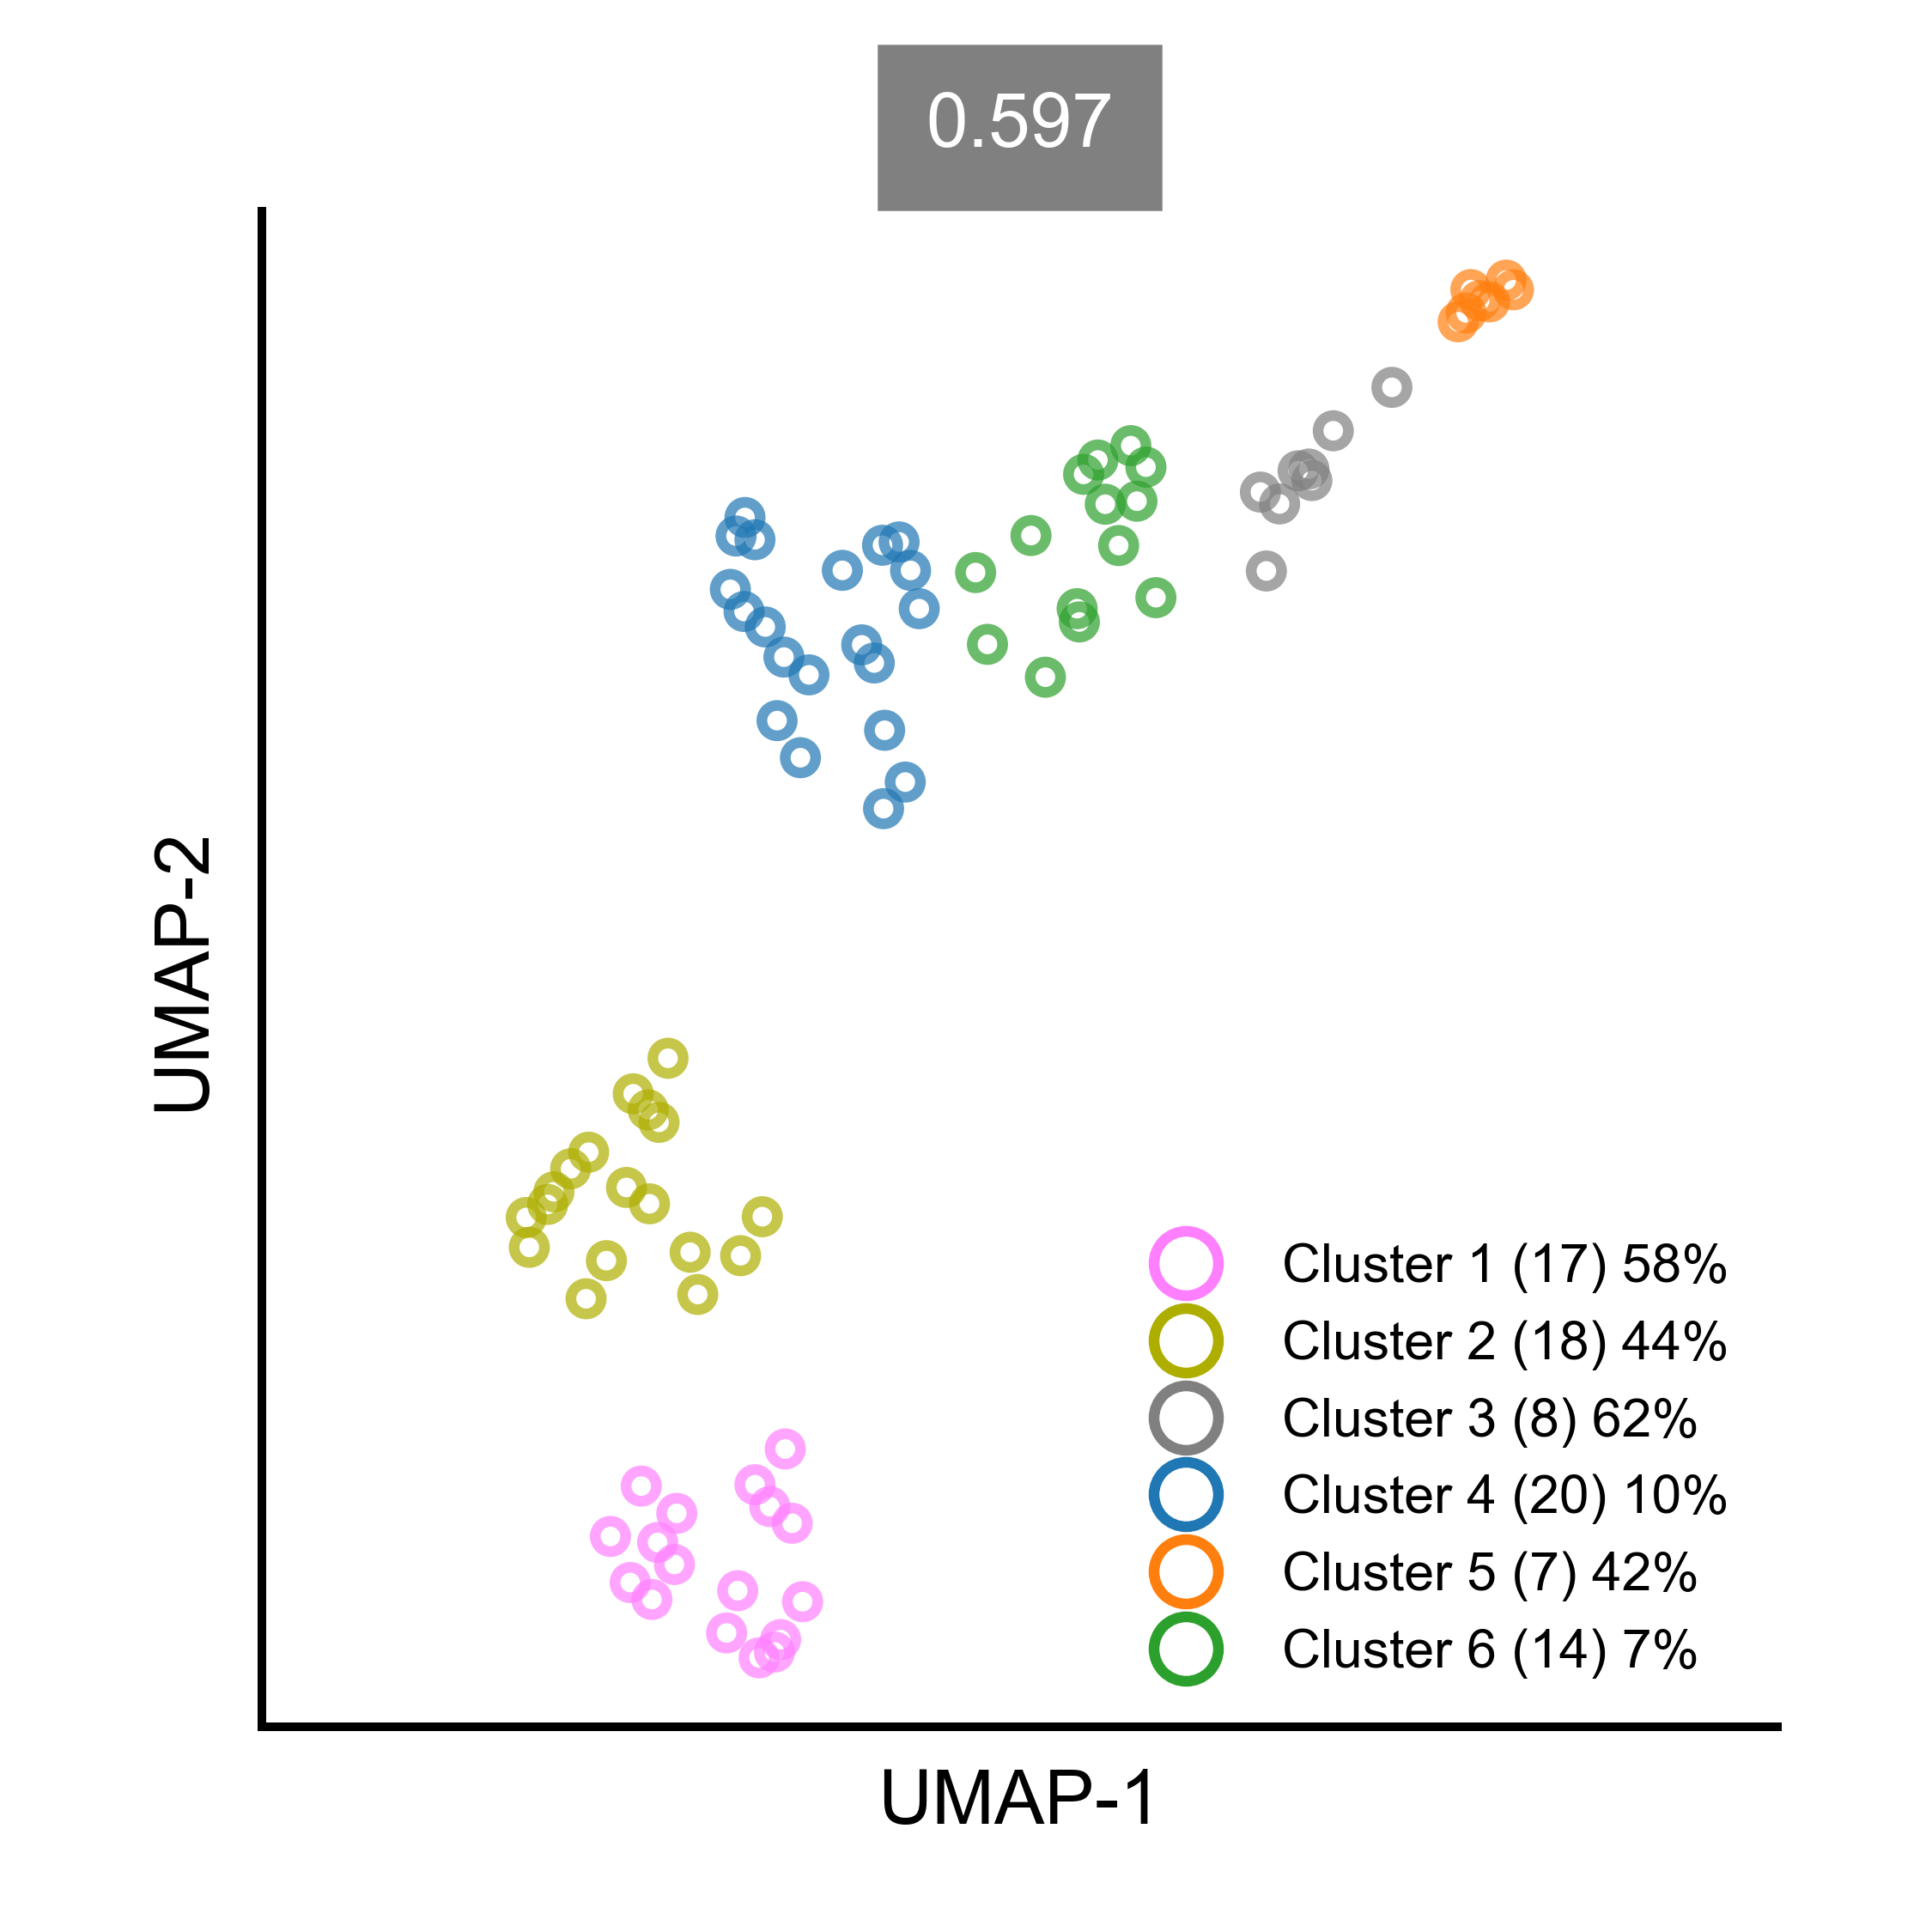 0.597
UMAP-2
Cluster 1 (17) 58%
Cluster 2 (18) 44%
Cluster 3 (8) 62%
Cluster 4 (20) 10%
Cluster 5 (7) 42%
Cluster 6 (14) 7%
UMAP-1